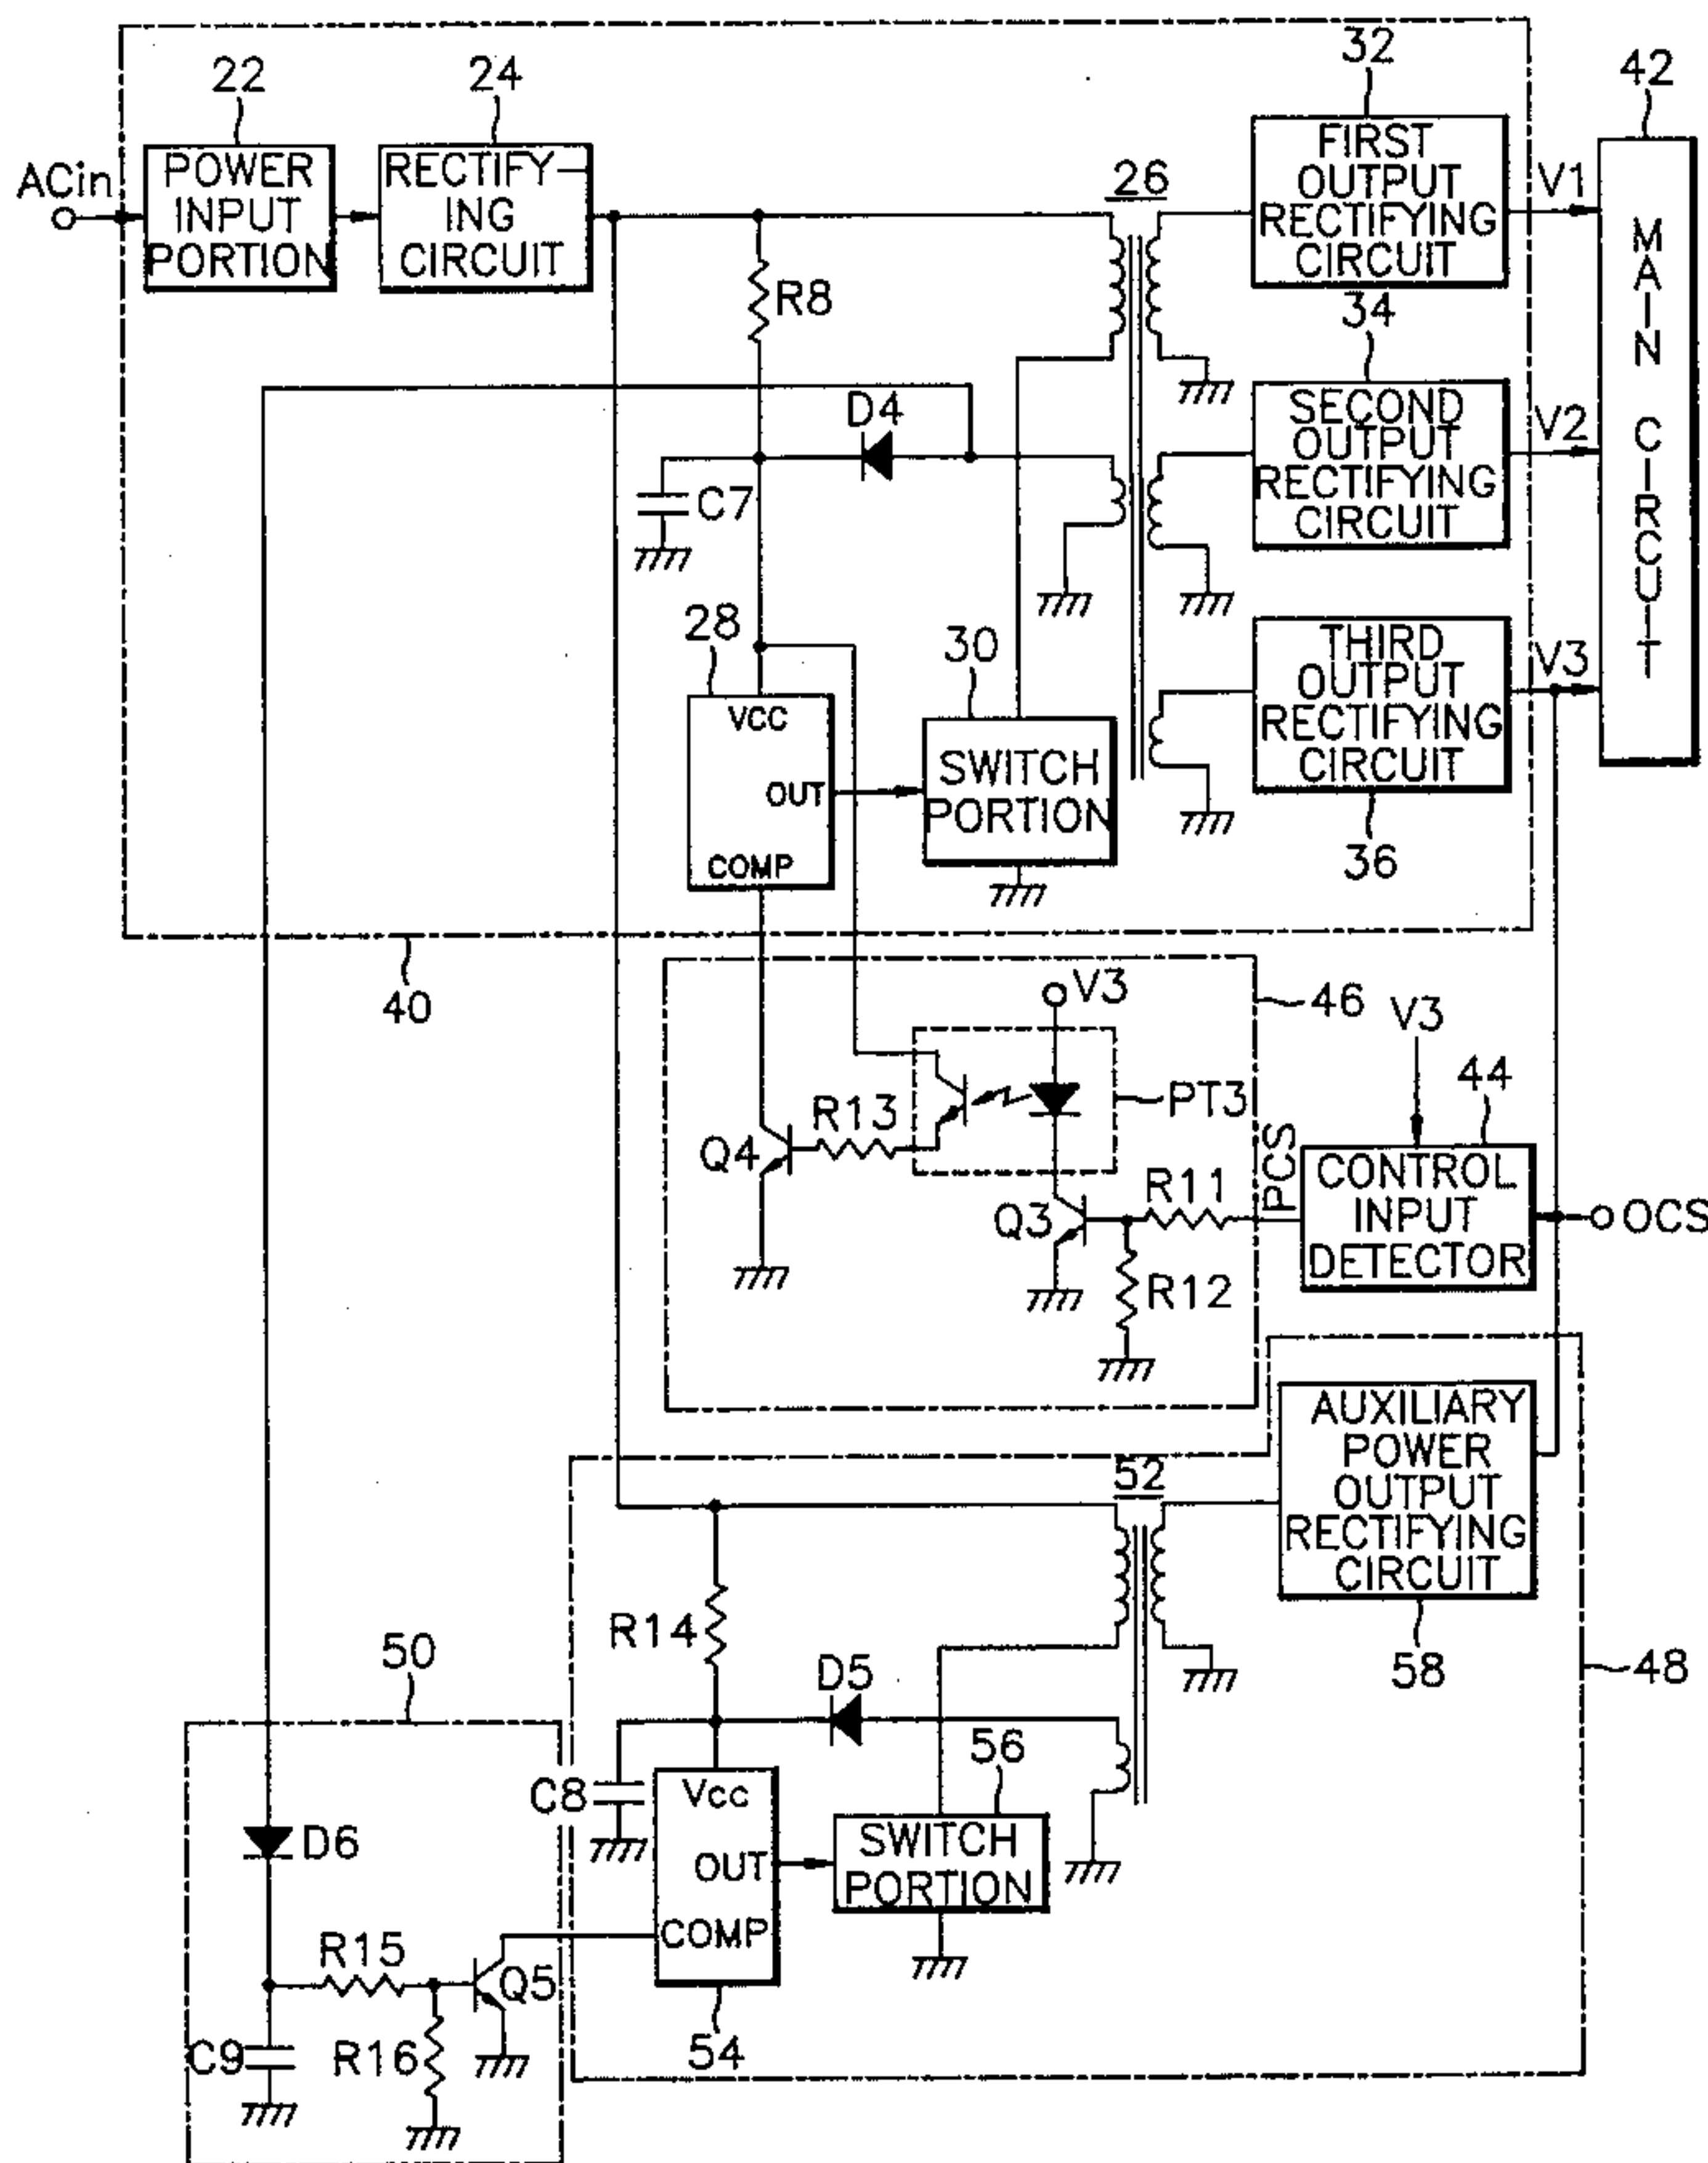 22
24
32
42
ACin
POWER
INPUT
PORTION
RECTIFY-
ING
CIRCUIT
26
FIRST
OUTPUT
RECTIFYING
CIRCUIT
V1
MAIN CIRCUIT
R8
34
D4
SECOND
OUTPUT
RECTIFYING
CIRCUIT
V2
C7
28
30
THIRD
OUTPUT
RECTIFYING
CIRCUIT
V3
VCC
OUT
COMP
SWITCH
PORTION
36
40
V3
46
V3
44
PT3
R13
Q4
PCS
R11
Q3
CONTROL
INPUT
DETECTOR
OCS
R12
AUXILIARY
POWER
OUTPUT
RECTIFYING
CIRCUIT
52
R14
50
D5
58
48
56
C8
Vcc
OUT
COMP
SWITCH
PORTION
D6
R15
Q5
C9
R16
54